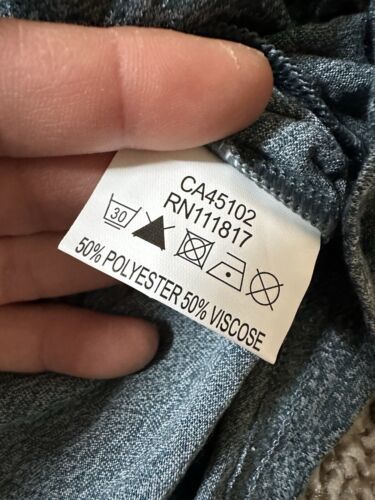 CA45102
RN111817
30
50% POLYESTER 50% VISCOSE